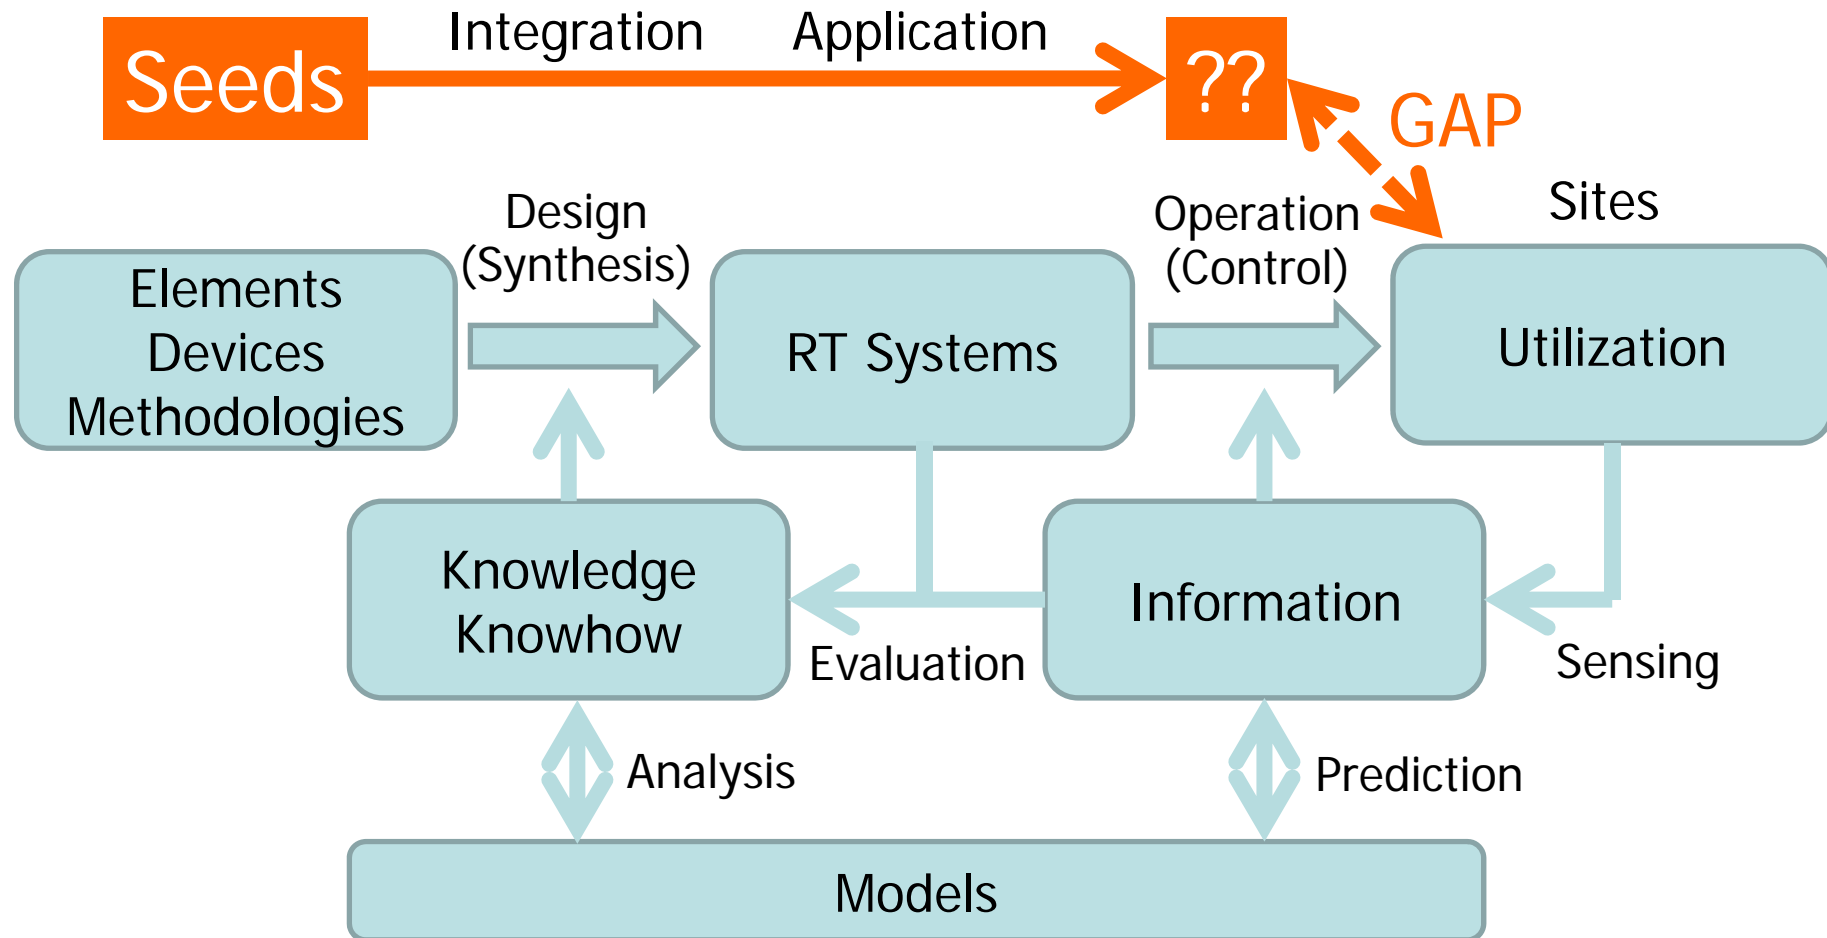 Integration
Application
Seeds
??
GAP
Sites
Design
(Synthesis)
Operation
(Control)
Elements
Devices
Methodologies
RT Systems
Utilization
Knowledge
Knowhow
Evaluation
Information
Sensing
Analysis
Prediction
Models